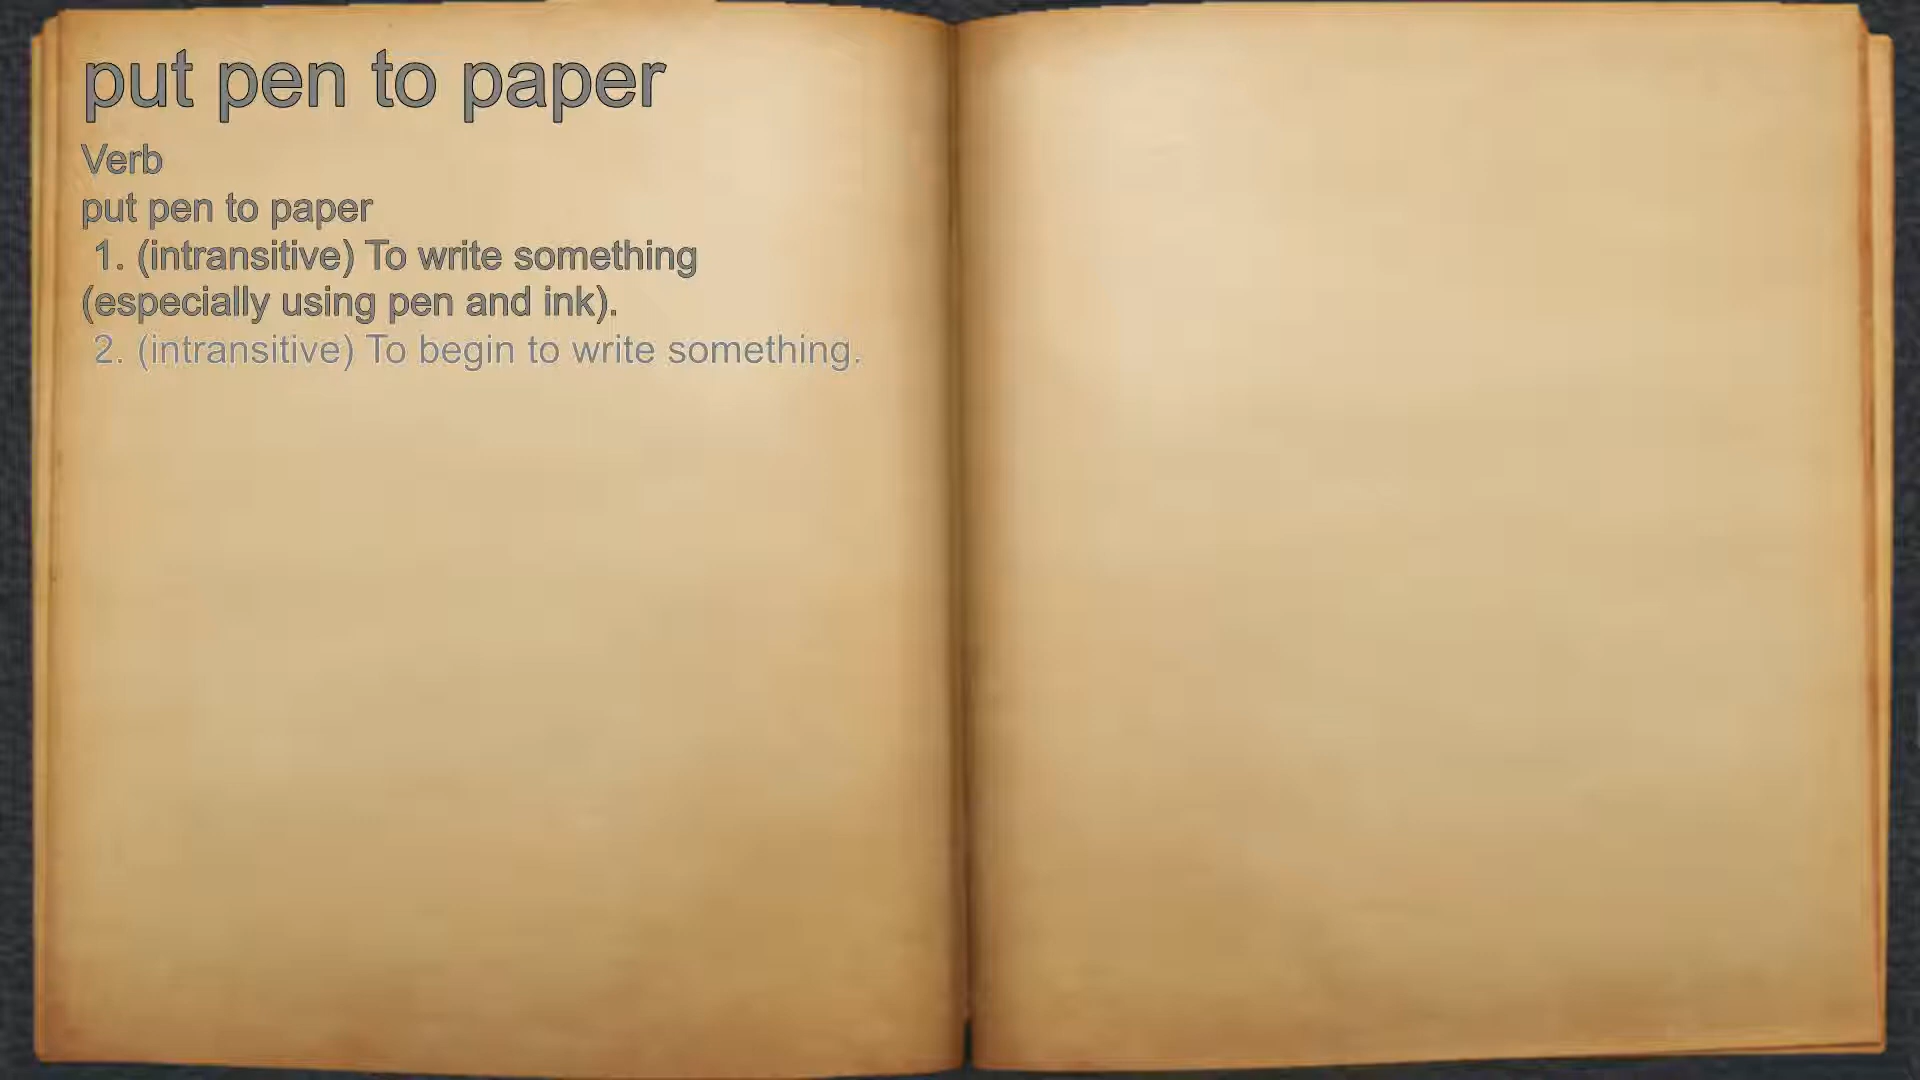 put pen to paper
Verb
put pen to paper
1. (intransitive) To write something
(especially using pen and ink).
2. (intransitive) To begin to write something.